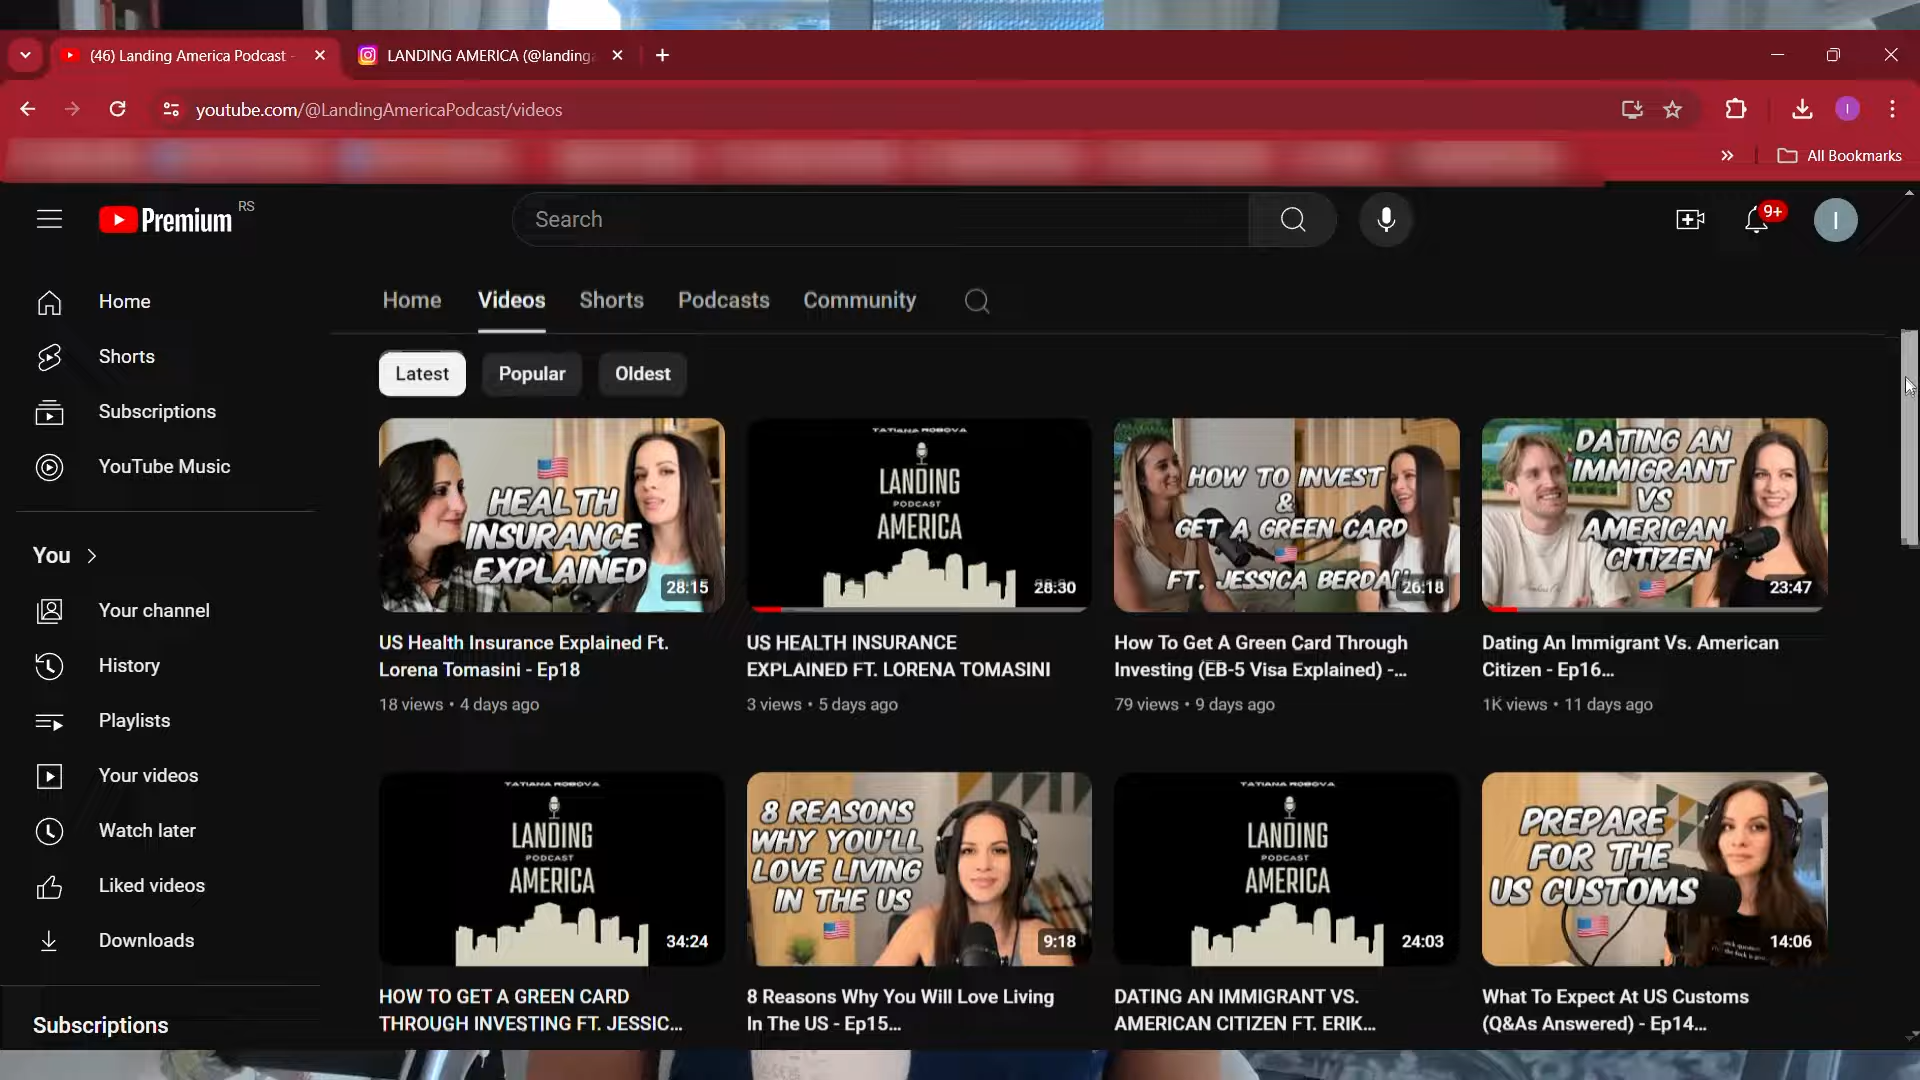 (46) Landing America Podcast -
LANDING AMERICA (@landing
youtube.com/@LandingAmericaPodcast/videos
All Bookmarks
Premium RS
Search
9+
I
Home
Shorts
Subscriptions
YouTube Music
You
Your channel
History
Playlists
Your videos
Watch later
Liked videos
Downloads
Subscriptions
Home Videos Shorts Podcasts Community
Latest Popular Oldest
HEALTH
INSURANCE
EXPLAINED
28:15
US Health Insurance Explained Ft.
Lorena Tomasini - Ep18
18 views • 4 days ago
TATIANA ROBOVA
LANDING
PODCAST
AMERICA
28:30
US HEALTH INSURANCE
EXPLAINED FT. LORENA TOMASINI
3 views • 5 days ago
HOW TO INVEST
&
GET A GREEN CARD
FT. JESSICA BERDA
26:18
How To Get A Green Card Through
Investing (EB-5 Visa Explained) -...
79 views • 9 days ago
DATING AN
IMMIGRANT
VS
AMERICAN
CITIZEN
23:47
Dating An Immigrant Vs. American
Citizen - Ep16...
1K views • 11 days ago
TATIANA ROBOVA
LANDING
PODCAST
AMERICA
34:24
HOW TO GET A GREEN CARD
THROUGH INVESTING FT. JESSIC...
8 REASONS
WHY YOU'LL
LOVE LIVING
IN THE US
9:18
8 Reasons Why You Will Love Living
In The US - Ep15...
TATIANA ROBOVA
LANDING
PODCAST
AMERICA
24:03
DATING AN IMMIGRANT VS.
AMERICAN CITIZEN FT. ERIK...
PREPARE
FOR THE
US CUSTOMS
14:06
What To Expect At US Customs
(Q&As Answered) - Ep14...